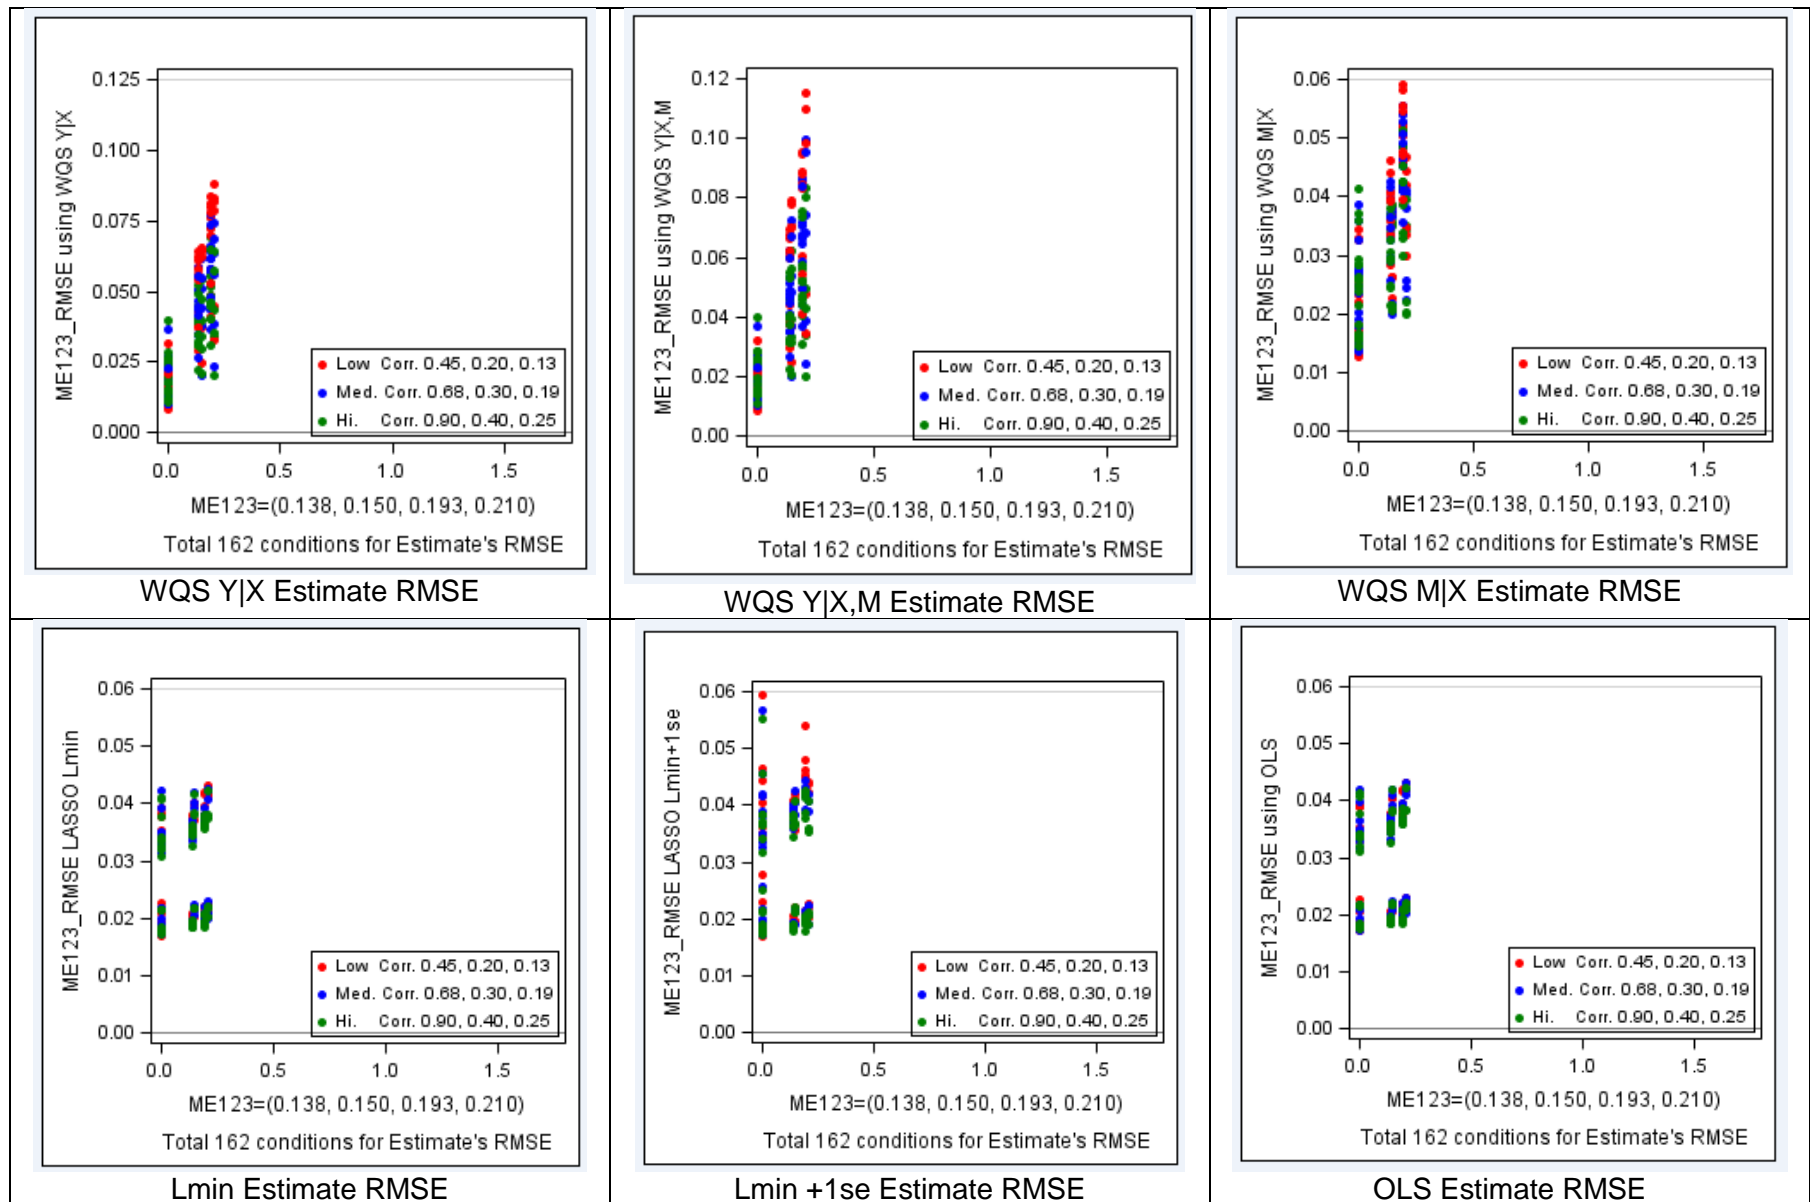 ME123_RMSE using WQS Y|X
0.125
0.100
0.075
0.050
0.025
0.000
Low Corr. 0.45, 0.20, 0.13
Med. Corr. 0.68, 0.30, 0.19
Hi. Corr. 0.90, 0.40, 0.25
0.0 0.5 1.0 1.5
ME123=(0.138, 0.150, 0.193, 0.210)
Total 162 conditions for Estimate's RMSE
WQS Y|X Estimate RMSE
ME123_RMSE using WQS Y|X,M
0.12
0.10
0.08
0.06
0.04
0.02
0.00
Low Corr. 0.45, 0.20, 0.13
Med. Corr. 0.68, 0.30, 0.19
Hi. Corr. 0.90, 0.40, 0.25
0.0 0.5 1.0 1.5
ME123=(0.138, 0.150, 0.193, 0.210)
Total 162 conditions for Estimate's RMSE
WQS Y|X,M Estimate RMSE
ME123_RMSE using WQS M|X
0.06
0.05
0.04
0.03
0.02
0.01
0.00
Low Corr. 0.45, 0.20, 0.13
Med. Corr. 0.68, 0.30, 0.19
Hi. Corr. 0.90, 0.40, 0.25
0.0 0.5 1.0 1.5
ME123=(0.138, 0.150, 0.193, 0.210)
Total 162 conditions for Estimate's RMSE
WQS M|X Estimate RMSE
ME123_RMSE LASSO Lmin
0.06
0.05
0.04
0.03
0.02
0.01
0.00
Low Corr. 0.45, 0.20, 0.13
Med. Corr. 0.68, 0.30, 0.19
Hi. Corr. 0.90, 0.40, 0.25
0.0 0.5 1.0 1.5
ME123=(0.138, 0.150, 0.193, 0.210)
Total 162 conditions for Estimate's RMSE
Lmin Estimate RMSE
ME123_RMSE LASSO Lmin+1se
0.06
0.05
0.04
0.03
0.02
0.01
0.00
Low Corr. 0.45, 0.20, 0.13
Med. Corr. 0.68, 0.30, 0.19
Hi. Corr. 0.90, 0.40, 0.25
0.0 0.5 1.0 1.5
ME123=(0.138, 0.150, 0.193, 0.210)
Total 162 conditions for Estimate's RMSE
Lmin +1se Estimate RMSE
ME123_RMSE using OLS
0.06
0.05
0.04
0.03
0.02
0.01
0.00
Low Corr. 0.45, 0.20, 0.13
Med. Corr. 0.68, 0.30, 0.19
Hi. Corr. 0.90, 0.40, 0.25
0.0 0.5 1.0 1.5
ME123=(0.138, 0.150, 0.193, 0.210)
Total 162 conditions for Estimate's RMSE
OLS Estimate RMSE